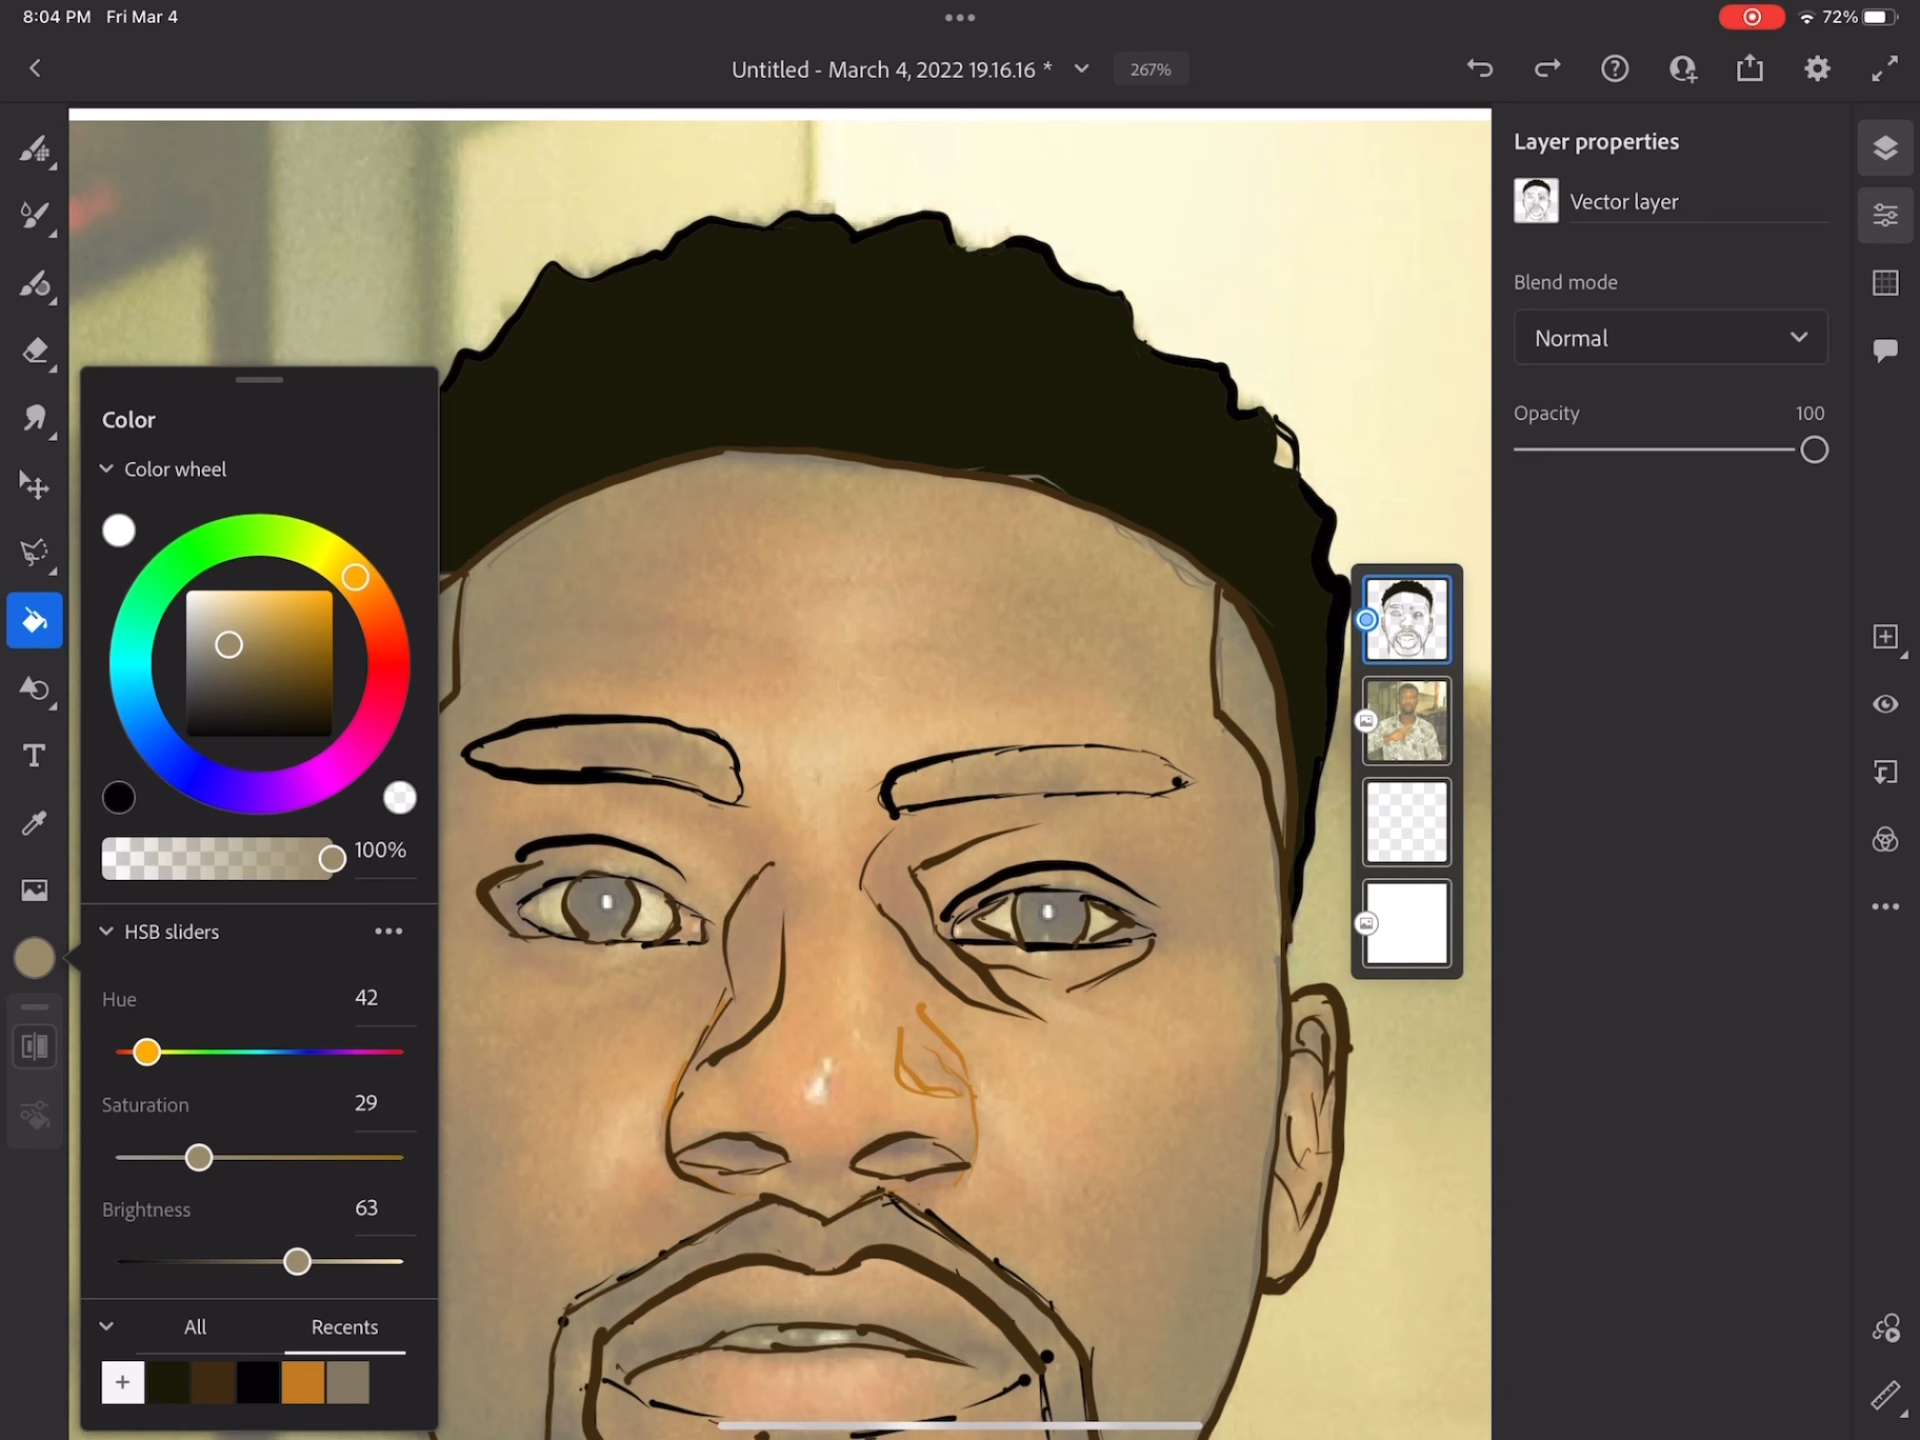 8:04 PM Fri Mar 4
72%
Untitled - March 4, 2022 19.16.16 *
267%
Layer properties
Vector layer
Blend mode
Normal
Opacity 100
Color
Color wheel
100%
HSB sliders
Hue 42
Saturation 29
Brightness 63
All Recents